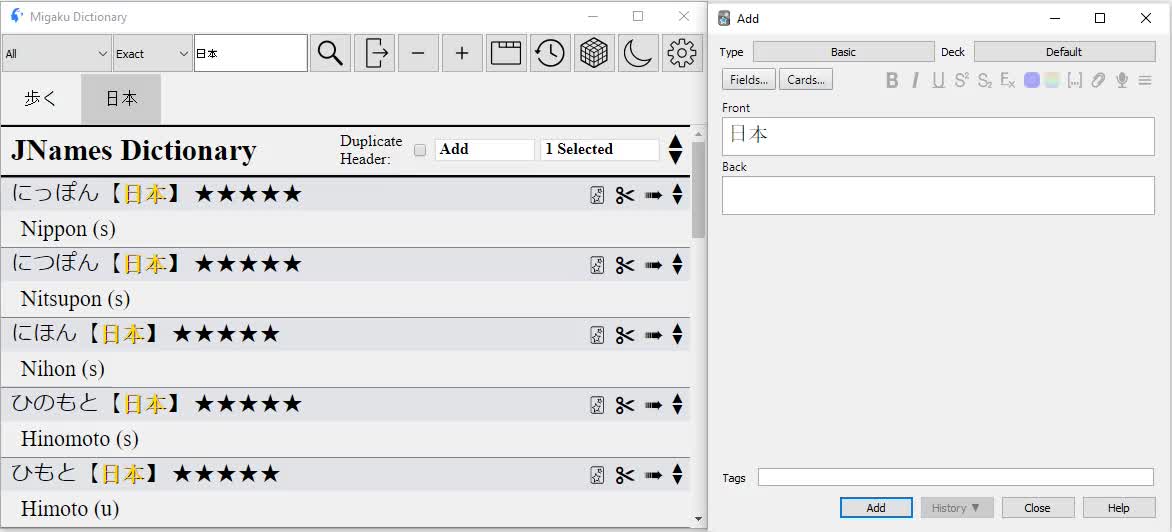 Migaku Dictionary
All Exact 日本
歩く 日本
JNames Dictionary Duplicate Header: Add 1 Selected
にっぽん【日本】★★★★★
Nippon (s)
につぽん【日本】★★★★★
Nitsupon (s)
にほん【日本】★★★★★
Nihon (s)
ひのもと【日本】★★★★★
Hinomoto (s)
ひもと【日本】★★★★★
Himoto (u)
Add
Type Basic Deck Default
Fields... Cards... B I U S² S₂ Ex [...]
Front
日本
Back
Tags
Add History ▼ Close Help